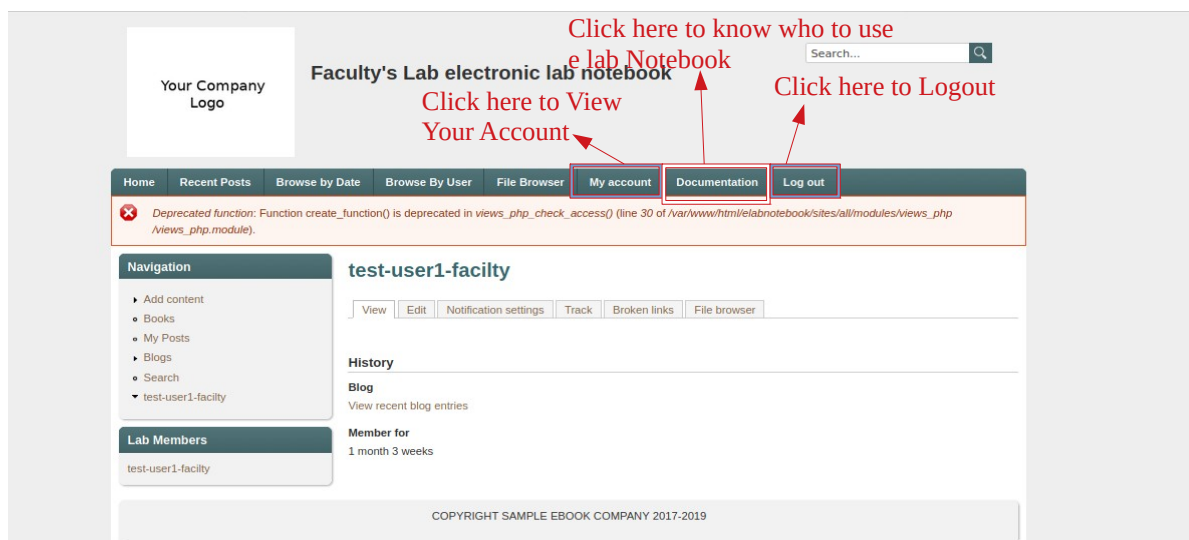 Click here to know who to use
e lab Notebook
Search...
Your Company
Logo
Faculty's Lab electronic lab notebook
Click here to View
Your Account
Click here to Logout
Home Recent Posts Browse by Date Browse By User File Browser My account Documentation Log out
Deprecated function: Function create_function() is deprecated in views_php_check_access() (line 30 of /var/www/html/elabnotebook/sites/all/modules/views_php
/views_php.module).
Navigation
Add content
Books
My Posts
Blogs
Search
test-user1-facilty
Lab Members
test-user1-facilty
test-user1-facilty
View Edit Notification settings Track Broken links File browser
History
Blog
View recent blog entries
Member for
1 month 3 weeks
COPYRIGHT SAMPLE EBOOK COMPANY 2017-2019